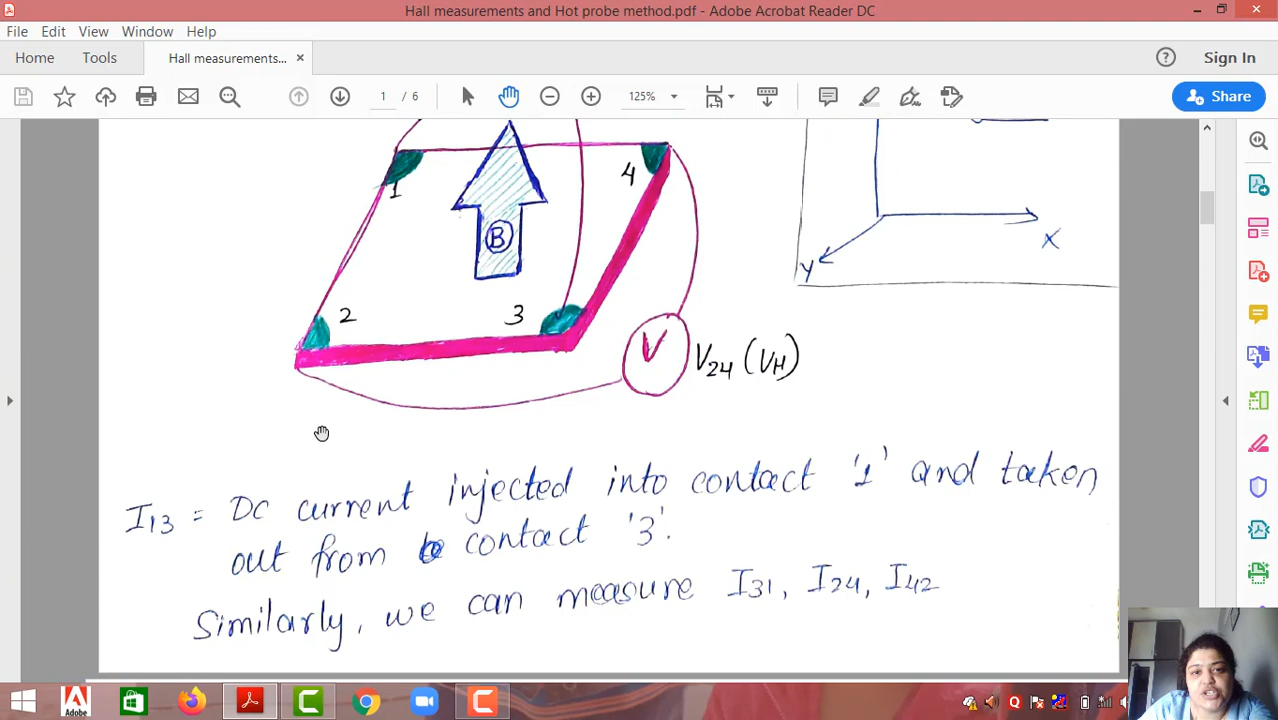 Hall measurements and Hot probe method.pdf - Adobe Acrobat Reader DC
File Edit View Window Help
Home Tools Hall measurements... × Sign In
1 / 6 125% Share
1
4
B
X
Y
2
3
V V24 (VH)
I13 = DC current injected into contact '1' and taken
out from contact '3'.
Similarly, we can measure I31, I24, I42
Adobe